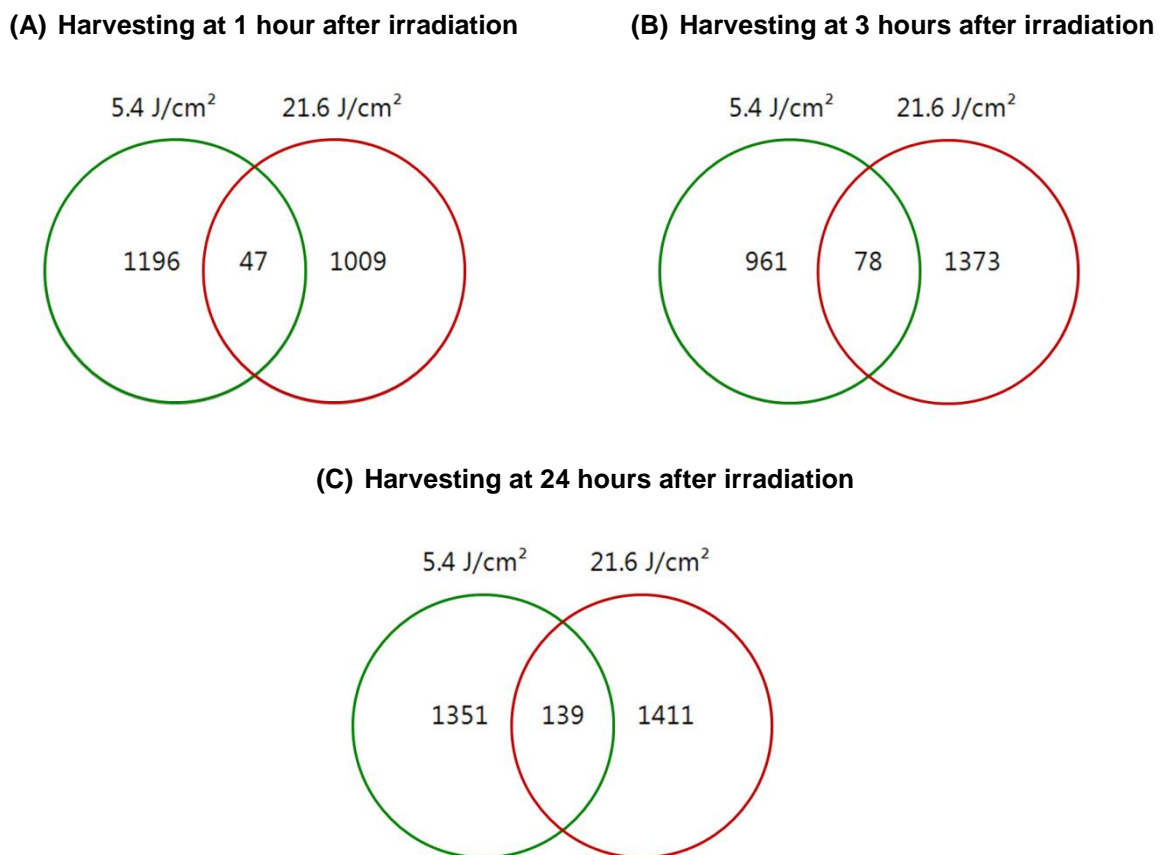 (A) Harvesting at 1 hour after irradiation
5.4 J/cm²
21.6 J/cm²
1196
47
1009
(B) Harvesting at 3 hours after irradiation
5.4 J/cm²
21.6 J/cm²
961
78
1373
(C) Harvesting at 24 hours after irradiation
5.4 J/cm²
21.6 J/cm²
1351
139
1411